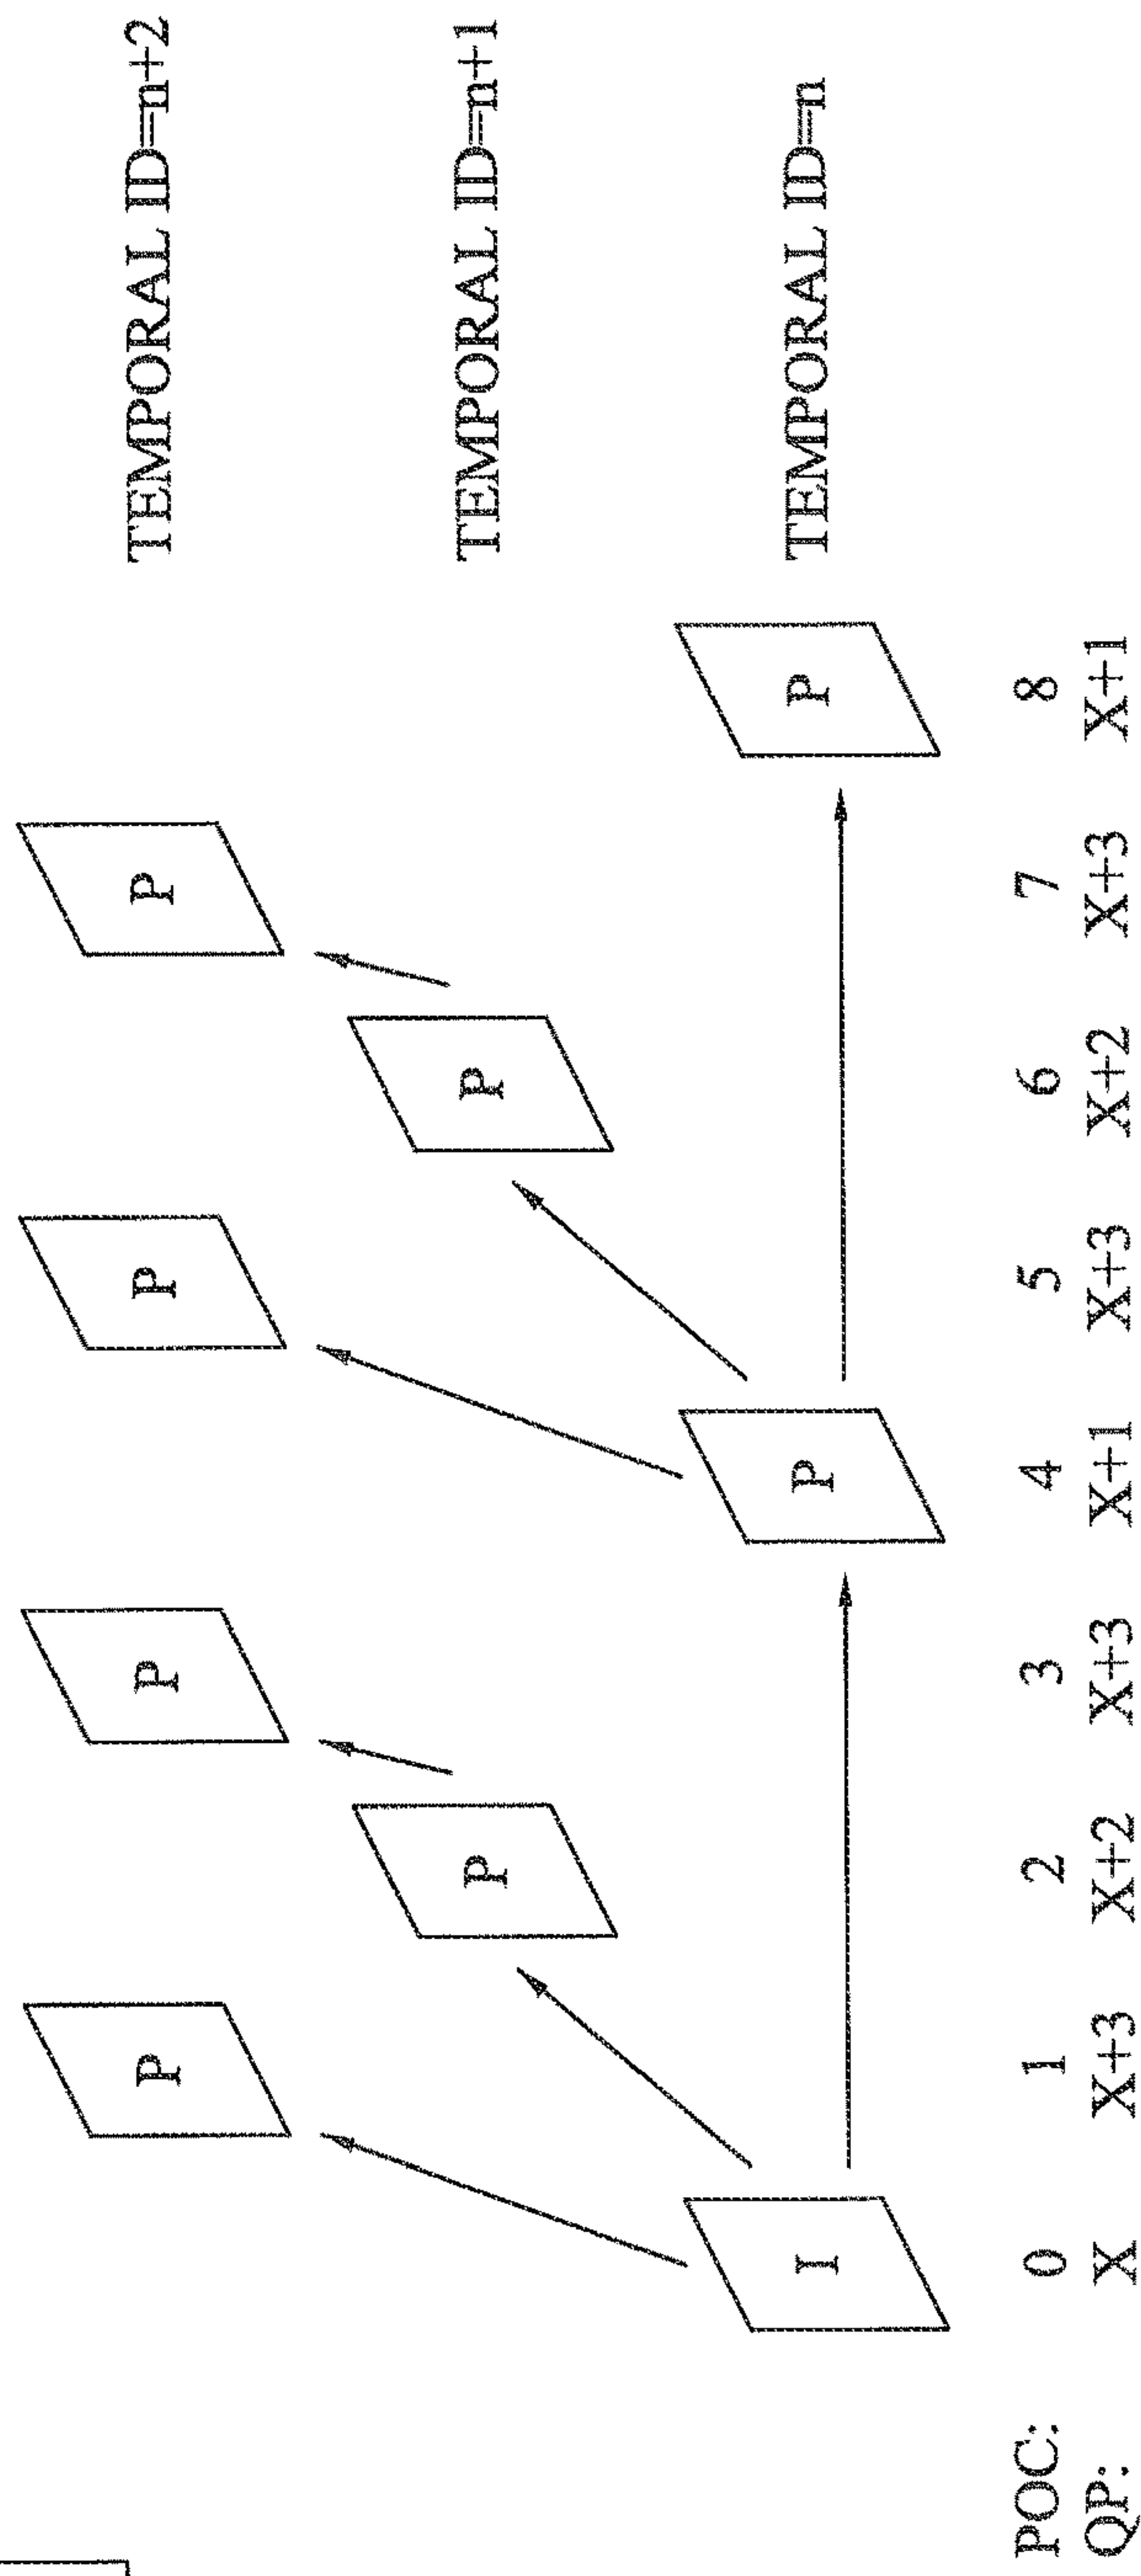 P P P P TEMPORAL ID=n+2
P P TEMPORAL ID=n+1
I P P TEMPORAL ID=n
POC: 0 1 2 3 4 5 6 7 8
QP: X X+3 X+2 X+3 X+1 X+3 X+2 X+3 X+1